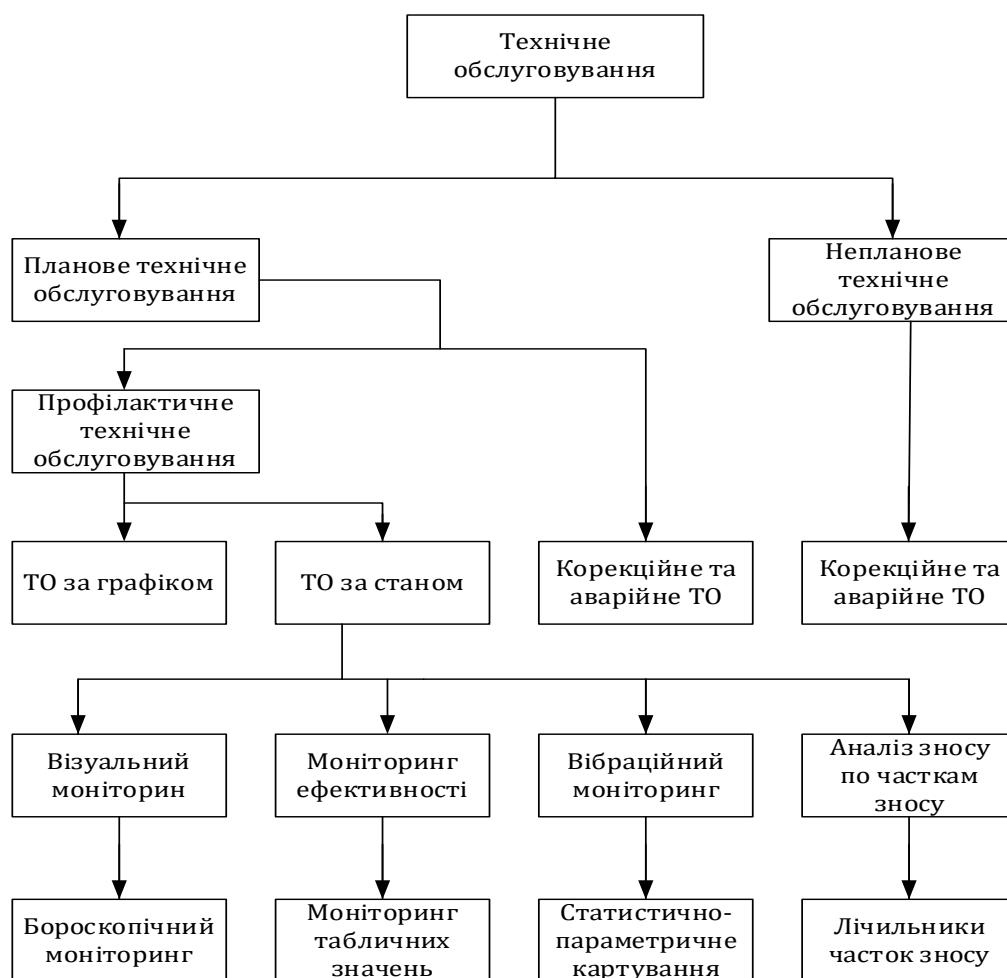 Технічне
обслуговування
Планове технічне
обслуговування
Непланове
технічне
обслуговування
Профілактичне
технічне
обслуговування
ТО за графіком
ТО за станом
Корекційне та
аварійне ТО
Корекційне та
аварійне ТО
Візуальний
моніторин
Моніторинг
ефективності
Вібраційний
моніторинг
Аналіз зносу
по часткам
зносу
Бороскопічний
моніторинг
Моніторинг
табличних
значень
Статистично-
параметричне
картування
Лічильники
часток зносу